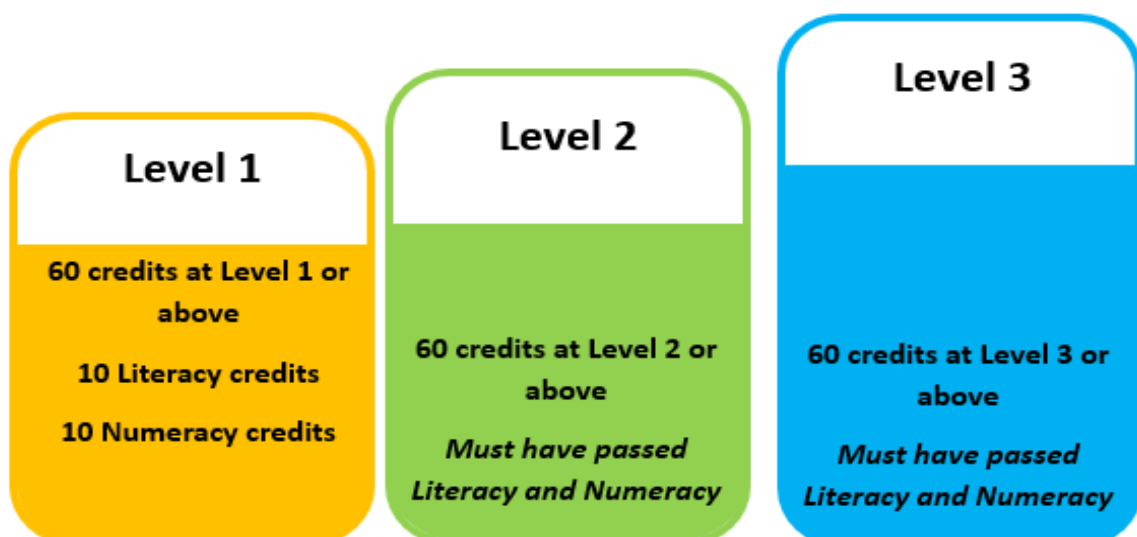 Level 1
60 credits at Level 1 or
above
10 Literacy credits
10 Numeracy credits
Level 2
60 credits at Level 2 or
above
Must have passed
Literacy and Numeracy
Level 3
60 credits at Level 3 or
above
Must have passed
Literacy and Numeracy